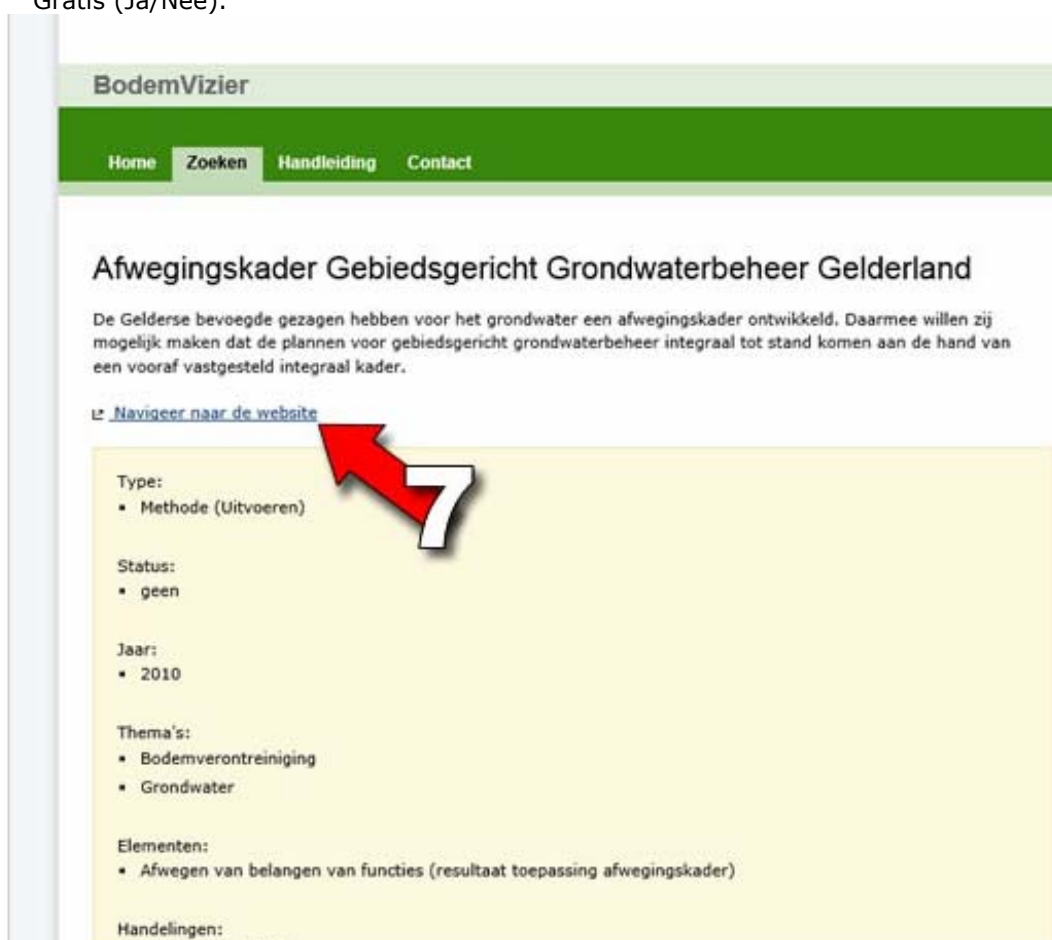 Gratis (Ja/Nee).
BodemVizier
Home Zoeken Handleiding Contact
Afwegingskader Gebiedsgericht Grondwaterbeheer Gelderland
De Gelderse bevoegde gezagen hebben voor het grondwater een afwegingskader ontwikkeld. Daarmee willen zij
mogelijk maken dat de plannen voor gebiedsgericht grondwaterbeheer integraal tot stand komen aan de hand van
een vooraf vastgesteld integraal kader.
Navigeer naar de website
7
Type:
▪ Methode (Uitvoeren)
Status:
▪ geen
Jaar:
▪ 2010
Thema's:
▪ Bodemverontreiniging
▪ Grondwater
Elementen:
▪ Afwegen van belangen van functies (resultaat toepassing afwegingskader)
Handelingen: